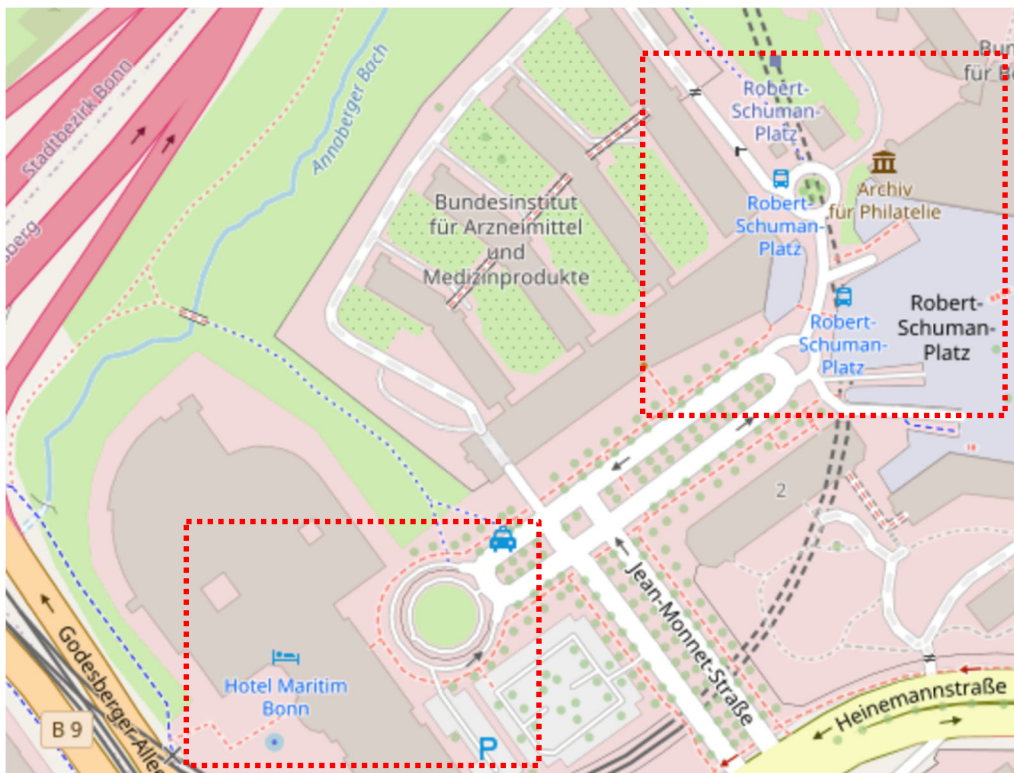 Stadtbezirk Bonn
Annaberger Bach
Bundesinstitut
für Arzneimittel
und
Medizinprodukte
Robert-
Schuman-
Platz
Archiv
für Philatelie
Robert-
Schuman-
Platz
Robert-
Schuman-
Platz
Robert-
Schuman-
Platz
2
Jean-Monnet-Straße
Godesberger-Allee
Hotel Maritim
Bonn
B 9
P
Heinemannstraße